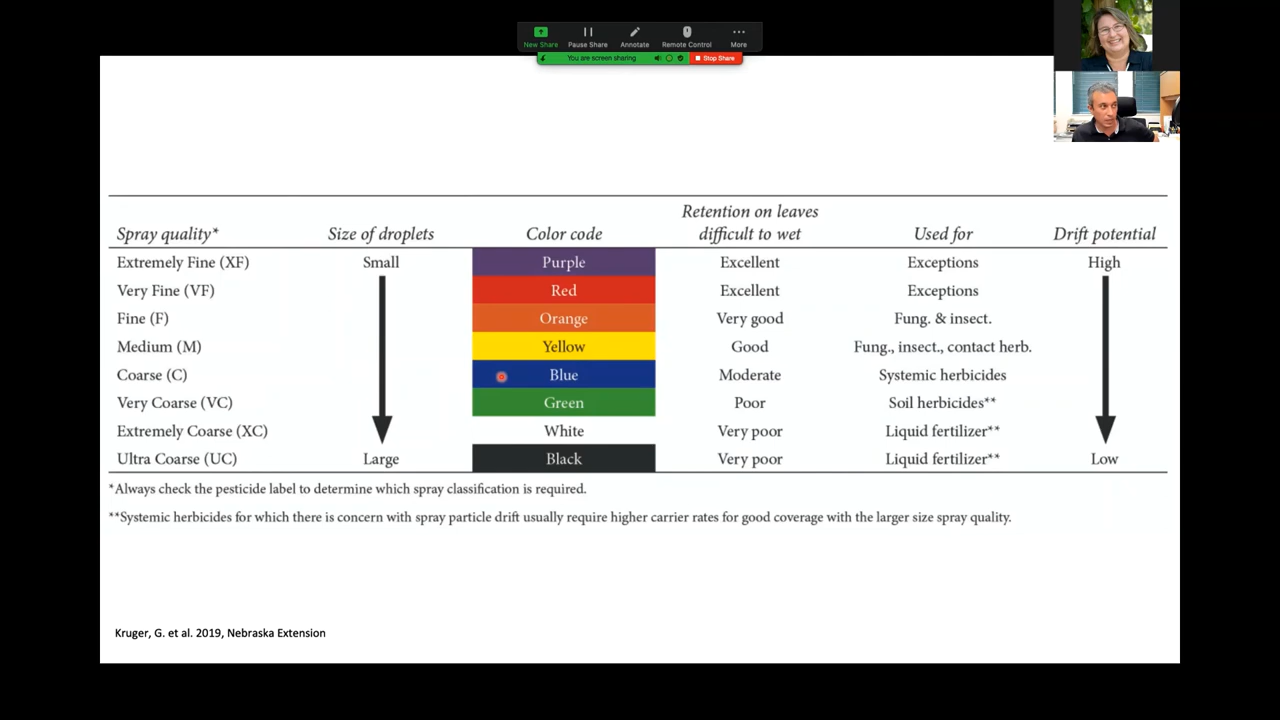 New Share Pause Share Annotate Remote Control More
You are screen sharing Stop Share
Spray quality* Size of droplets Color code Retention on leaves difficult to wet Used for Drift potential
Extremely Fine (XF) Small Purple Excellent Exceptions High
Very Fine (VF) Red Excellent Exceptions
Fine (F) Orange Very good Fung. & insect.
Medium (M) Yellow Good Fung., insect., contact herb.
Coarse (C) Blue Moderate Systemic herbicides
Very Coarse (VC) Green Poor Soil herbicides**
Extremely Coarse (XC) White Very poor Liquid fertilizer**
Ultra Coarse (UC) Large Black Very poor Liquid fertilizer** Low
*Always check the pesticide label to determine which spray classification is required.
**Systemic herbicides for which there is concern with spray particle drift usually require higher carrier rates for good coverage with the larger size spray quality.
Kruger, G. et al. 2019, Nebraska Extension